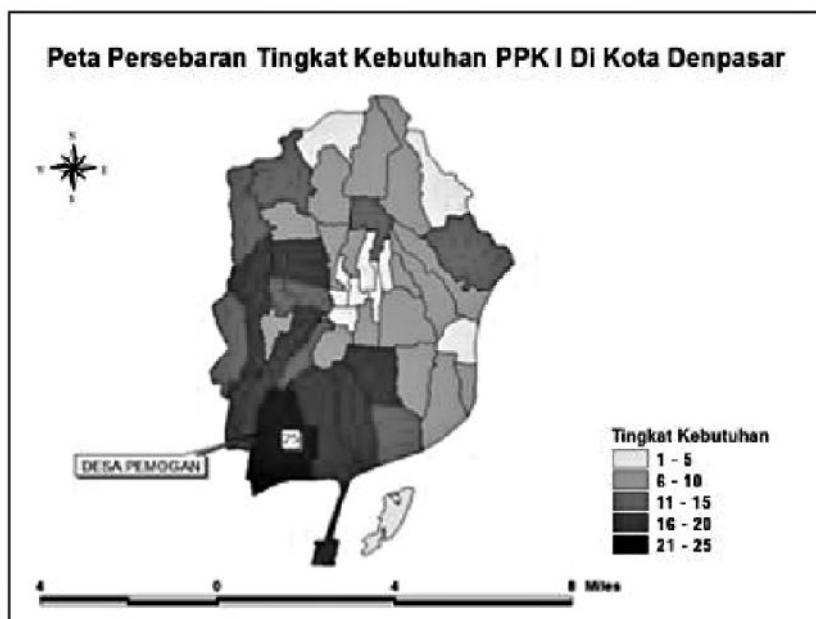 Peta Persebaran Tingkat Kebutuhan PPK I Di Kota Denpasar
N
W E
S
25
DESA PEMOGAN
Tingkat Kebutuhan
1 - 5
6 - 10
11 - 15
16 - 20
21 - 25
4 0 4 8 Miles